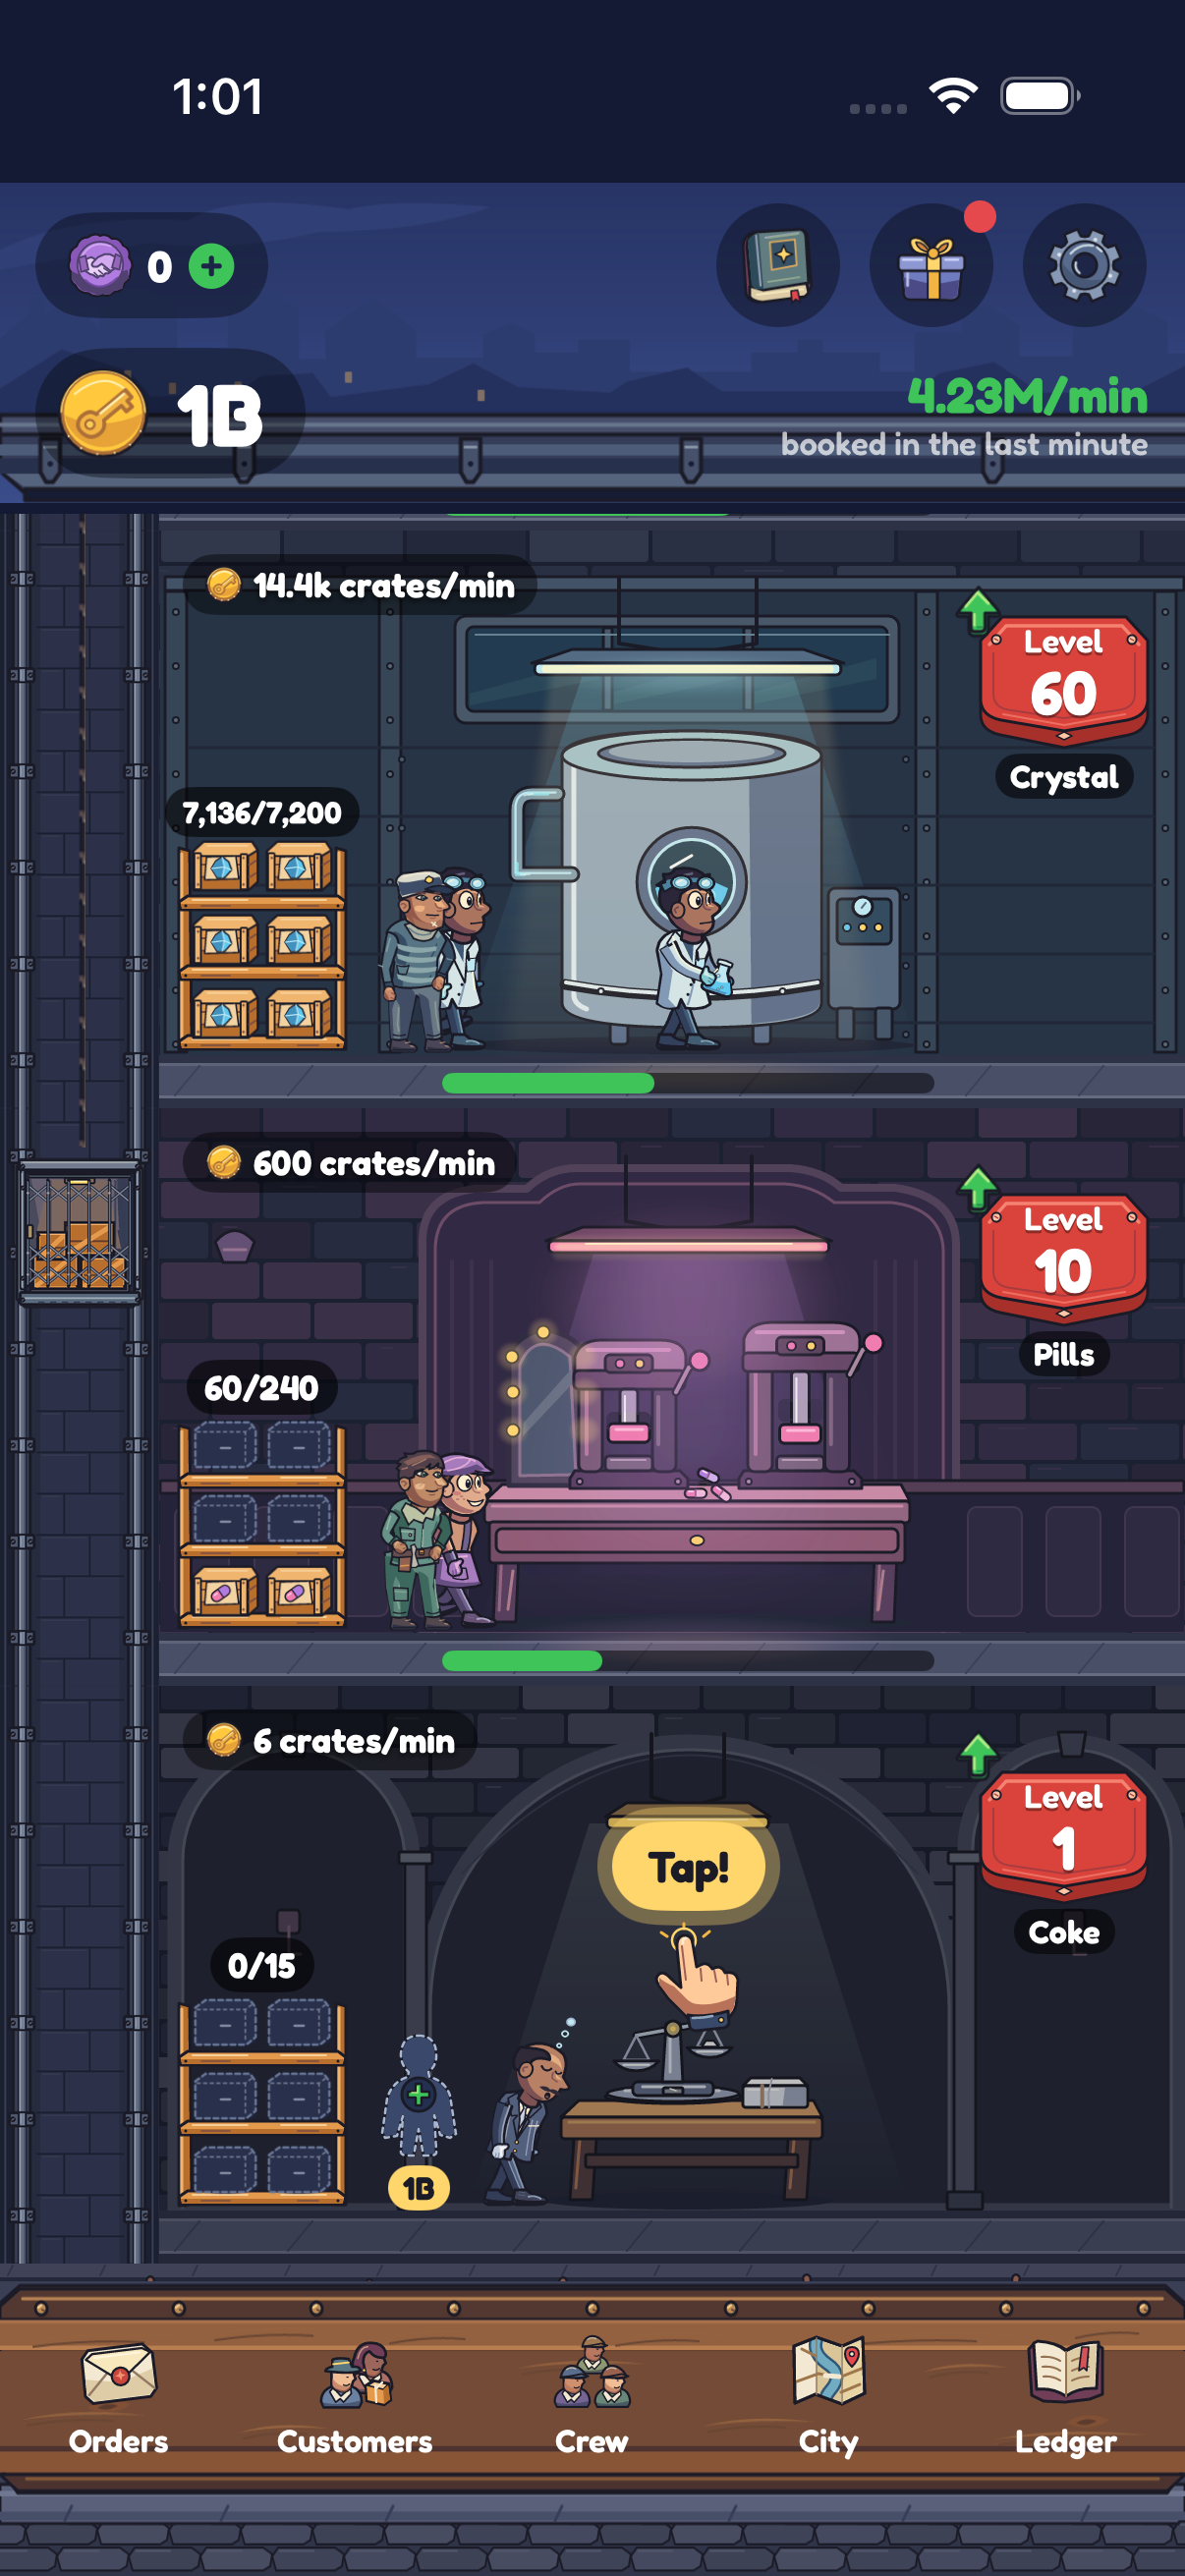 1:01
0
1B
4.23M/min
booked in the last minute
14.4k crates/min
Level
60
Crystal
7,136/7,200
600 crates/min
Level
10
Pills
60/240
6 crates/min
Level
1
Coke
Tap!
0/15
1B
Orders
Customers
Crew
City
Ledger